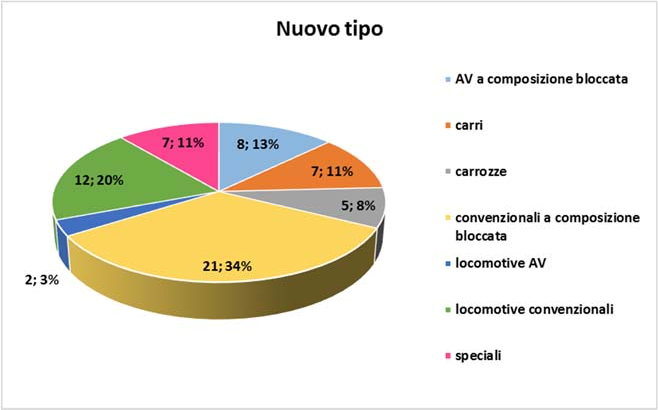 Nuovo tipo
7; 11%
8; 13%
7; 11%
12; 20%
5; 8%
21; 34%
2; 3%
AV a composizione bloccata
carri
carrozze
convenzionali a composizione
bloccata
locomotive AV
locomotive convenzionali
speciali